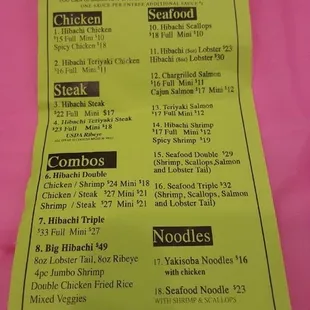 ONE SAUCE PER ENTREE ADDITIONAL SAUCE
Chicken
1. Hibachi Chicken
$15 Full Mini $10
Spicy Chicken $18
2. Hibachi Teriyaki Chicken
$16 Full Mini $11
Steak
3. Hibachi Steak
$22 Full Mini $17
4. Hibachi Teriyaki Steak
$23 Full Mini $18
USDA Ribeye
Combos
6. Hibachi Double
Chicken / Shrimp $24 Mini $18
Chicken / Steak $27 Mini $21
Shrimp / Steak $27 Mini $21
7. Hibachi Triple
$33 Full Mini $27
8. Big Hibachi $49
8oz Lobster Tail, 8oz Ribeye
4pc Jumbo Shrimp
Double Chicken Fried Rice
Mixed Veggies
Seafood
10. Hibachi Scallops
$18 Full Mini $10
11. Hibachi Lobster $23
Hibachi Lobster $30
12. Chargrilled Salmon
$16 Full Mini $11
Cajun Salmon $17 Mini $12
13. Teriyaki Salmon
$17 Full Mini $12
14. Hibachi Shrimp
$17 Full Mini $12
Spicy Shrimp $19
15. Seafood Double $29
(Shrimp, Scallops,Salmon
and Lobster Tail)
16. Seafood Triple $32
(Shrimp, Scallops, Salmon
and Lobster Tail)
Noodles
17. Yakisoba Noodles $16
with chicken
18. Seafood Noodle $23
WITH SHRIMP & SCALLOPS